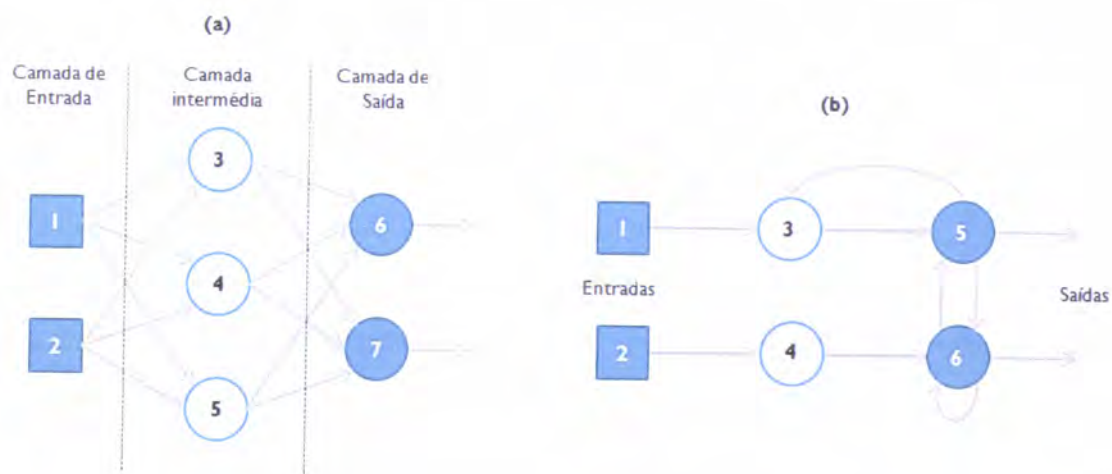 (a)
Camada de
Entrada
Camada
intermédia
Camada de
Saída
3
1
6
4
2
7
5
(b)
1
3
5
Entradas
Saídas
2
4
6